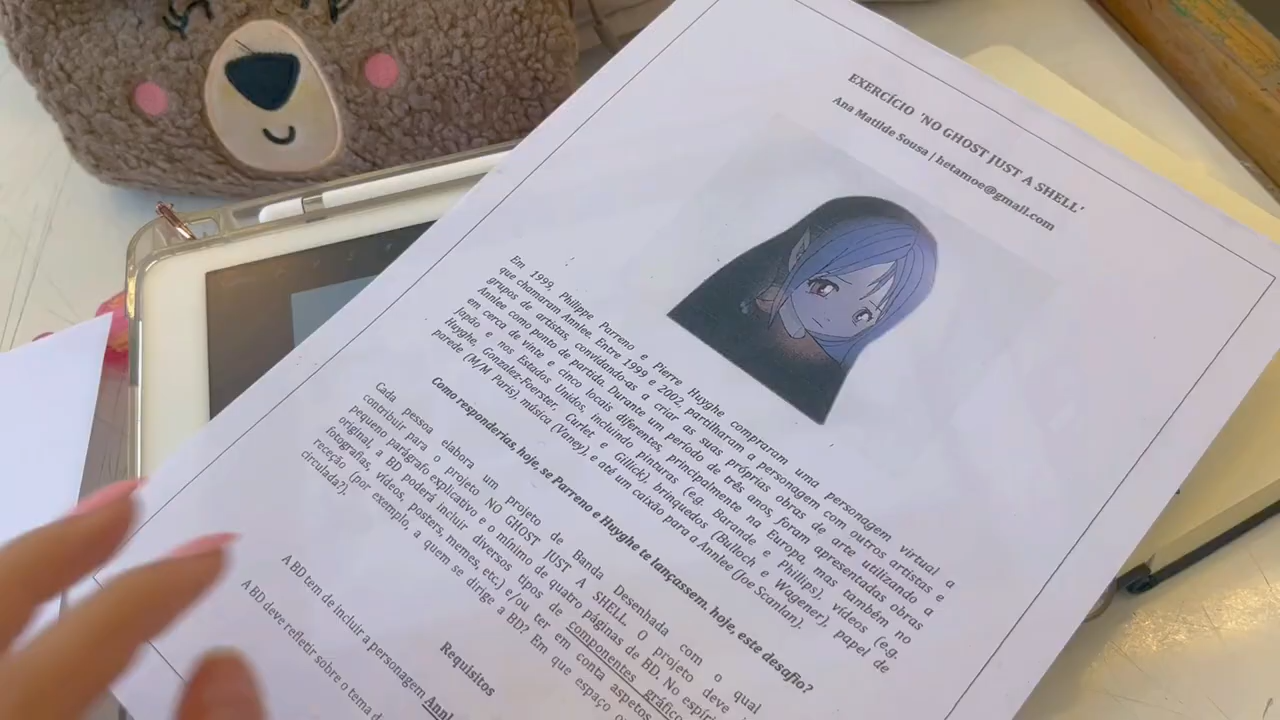 EXERCÍCIO 'NO GHOST JUST A SHELL'
Ana Matilde Sousa | hetamoe@gmail.com
Em 1999, Philippe Parreno e Pierre Huyghe compraram uma personagem virtual a
que chamaram Annlee. Entre 1999 e 2002, partilharam a personagem com outros artistas e
grupos de artistas, convidando-as a criar as suas próprias obras de arte utilizando a
Annlee como ponto de partida. Durante um período de três anos, foram apresentadas obras
em cerca de vinte e cinco locais diferentes, principalmente na Europa, mas também no
Japão e nos Estados Unidos, incluindo pinturas (e.g. Barande e Phillips), vídeos (e.g.
Huyghe, Gonzalez-Foerster, Curlet e Gillick), brinquedos (Bulloch e Wagener), papel de
parede (M/M Paris), música (Vaney), e até um caixão para a Annlee (Joe Scanlan).
Como responderias, hoje, se Parreno e Huyghe te lançassem, hoje, este desafio?
Cada pessoa elabora um projeto de Banda Desenhada com o qual
contribuir para o projeto NO GHOST JUST A SHELL. O projeto deve
pequeno parágrafo explicativo e o mínimo de quatro páginas de BD. No
original, a BD poderá incluir diversos tipos de componentes
fotografias, vídeos, posters, memes, etc.) e/ou ter em conta aspetos
receção (por exemplo, a quem se dirige a BD? Em que espaço
circulada?).
Requisitos
A BD tem de incluir a personagem
A BD deve refletir sobre o tema